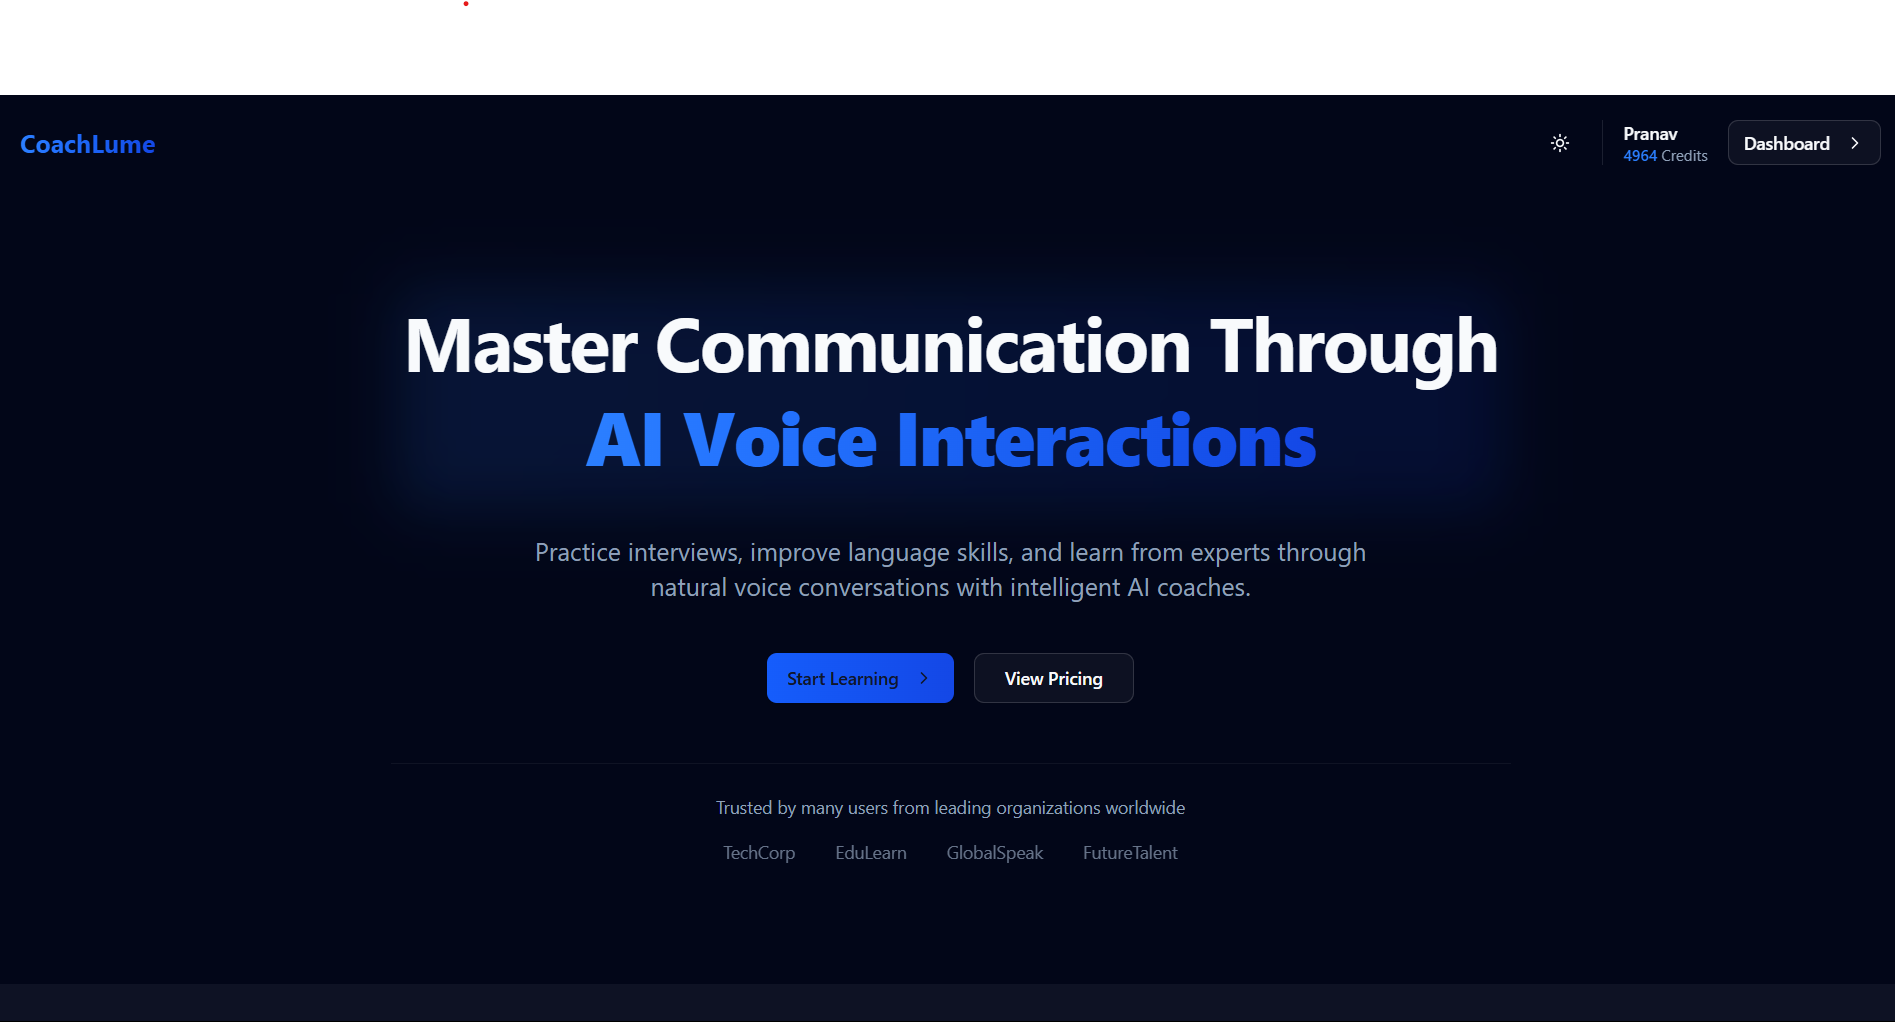 CoachLume
Pranav
4964 Credits
Dashboard
Master Communication Through
AI Voice Interactions
Practice interviews, improve language skills, and learn from experts through
natural voice conversations with intelligent AI coaches.
Start Learning
View Pricing
Trusted by many users from leading organizations worldwide
TechCorp EduLearn GlobalSpeak FutureTalent